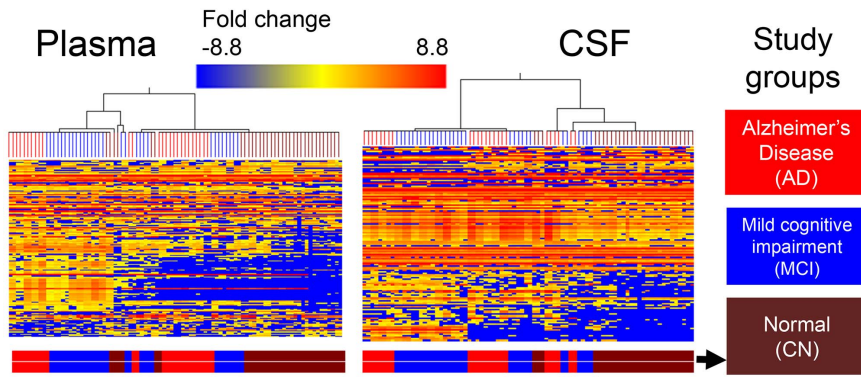 Fold change
Plasma
-8.8
8.8
CSF
Study
groups
Alzheimer's
Disease
(AD)
Mild cognitive
impairment
(MCI)
Normal
(CN)